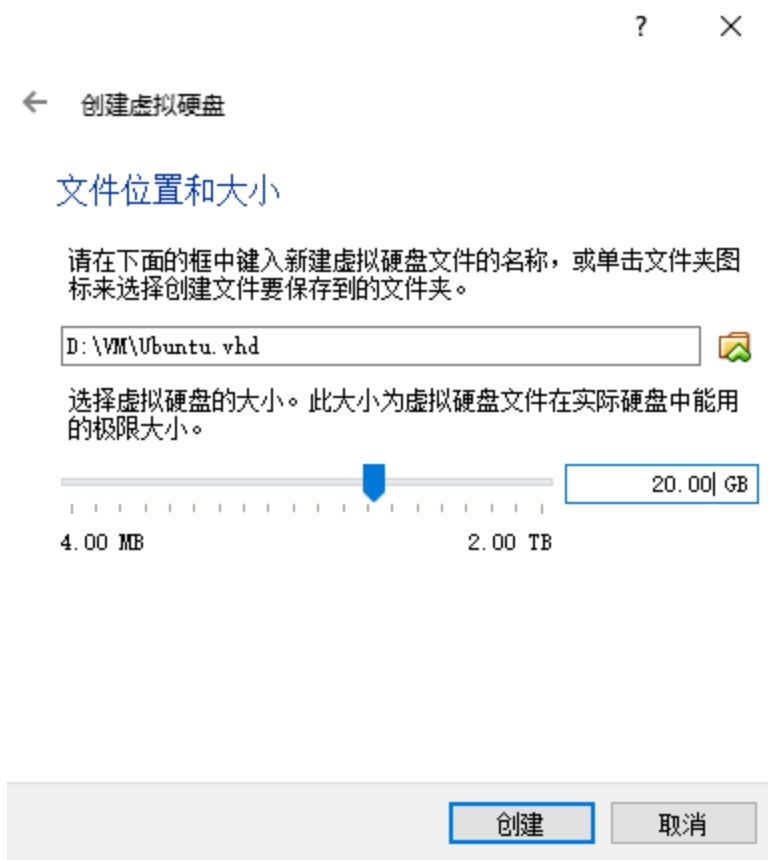 ?
创建虚拟硬盘
文件位置和大小
请在下面的框中键入新建虚拟硬盘文件的名称，或单击文件夹图
标来选择创建文件要保存到的文件夹。
D:\VM\Ubuntu.vhd
选择虚拟硬盘的大小。此大小为虚拟硬盘文件在实际硬盘中能用
的极限大小。
20.00 GB
4.00 MB 2.00 TB
创建 取消